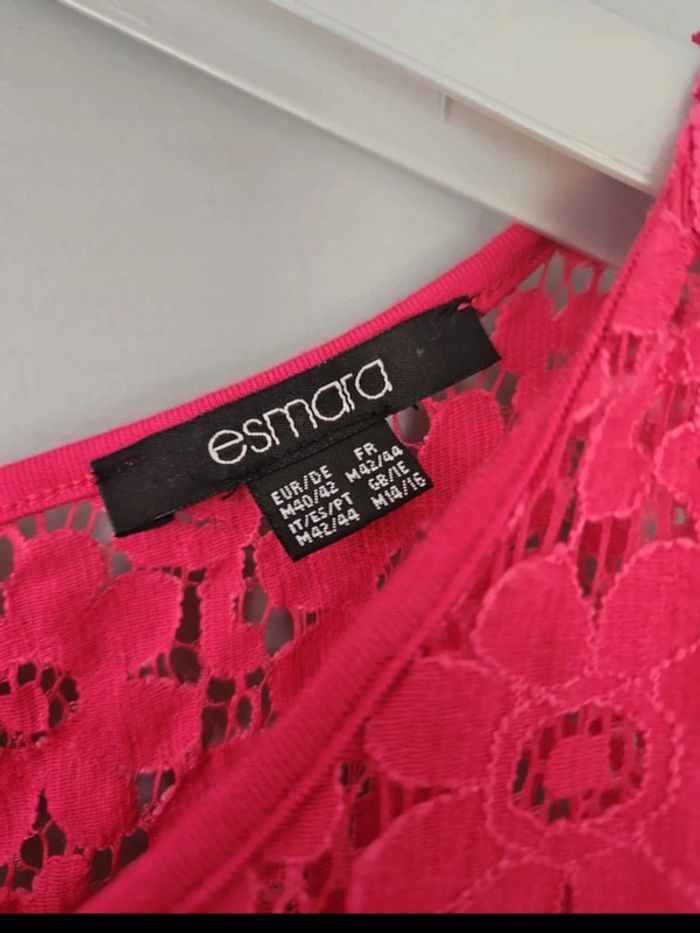 esmara
EUR/DE FR
M40/42 M42/44
IT/ES/PT GB/IE
M42/44 M14/16